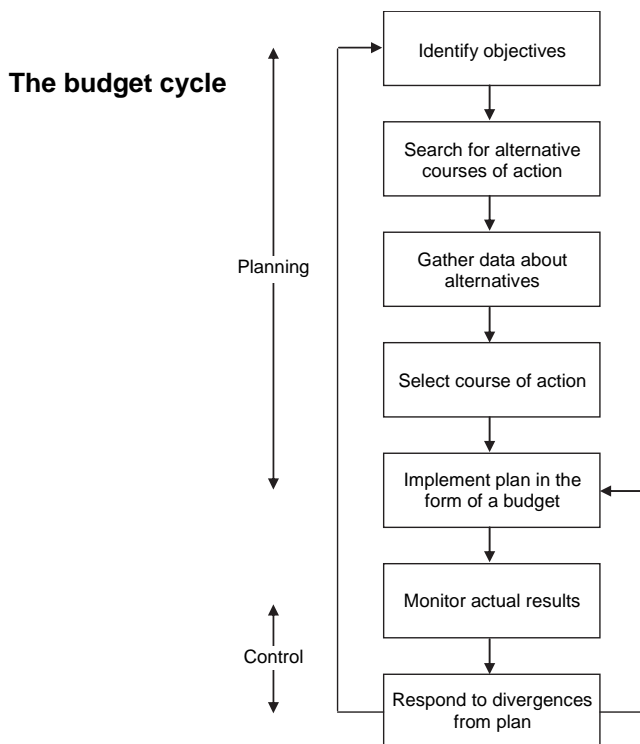 The budget cycle
Identify objectives
Search for alternative
courses of action
Gather data about
alternatives
Planning
Select course of action
Implement plan in the
form of a budget
Monitor actual results
Control
Respond to divergences
from plan